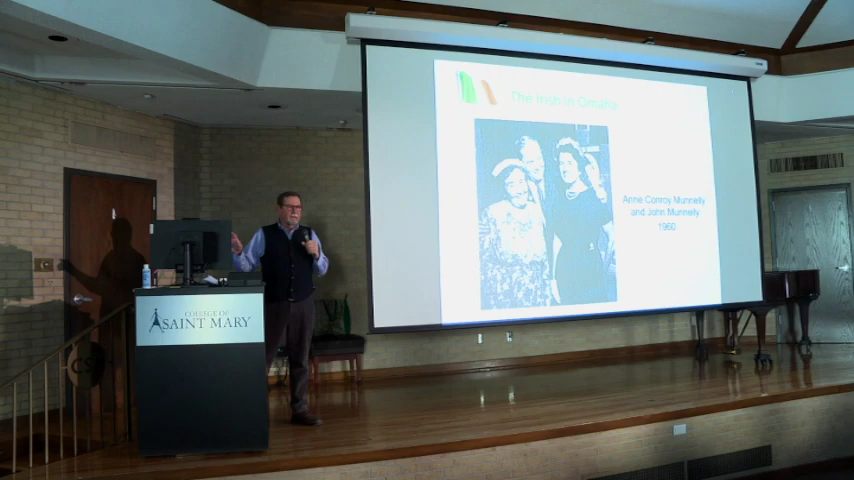 The Irish in Omaha
Anne Conroy Munnelly
and John Munnelly
1960
COLLEGE OF
SAINT MARY